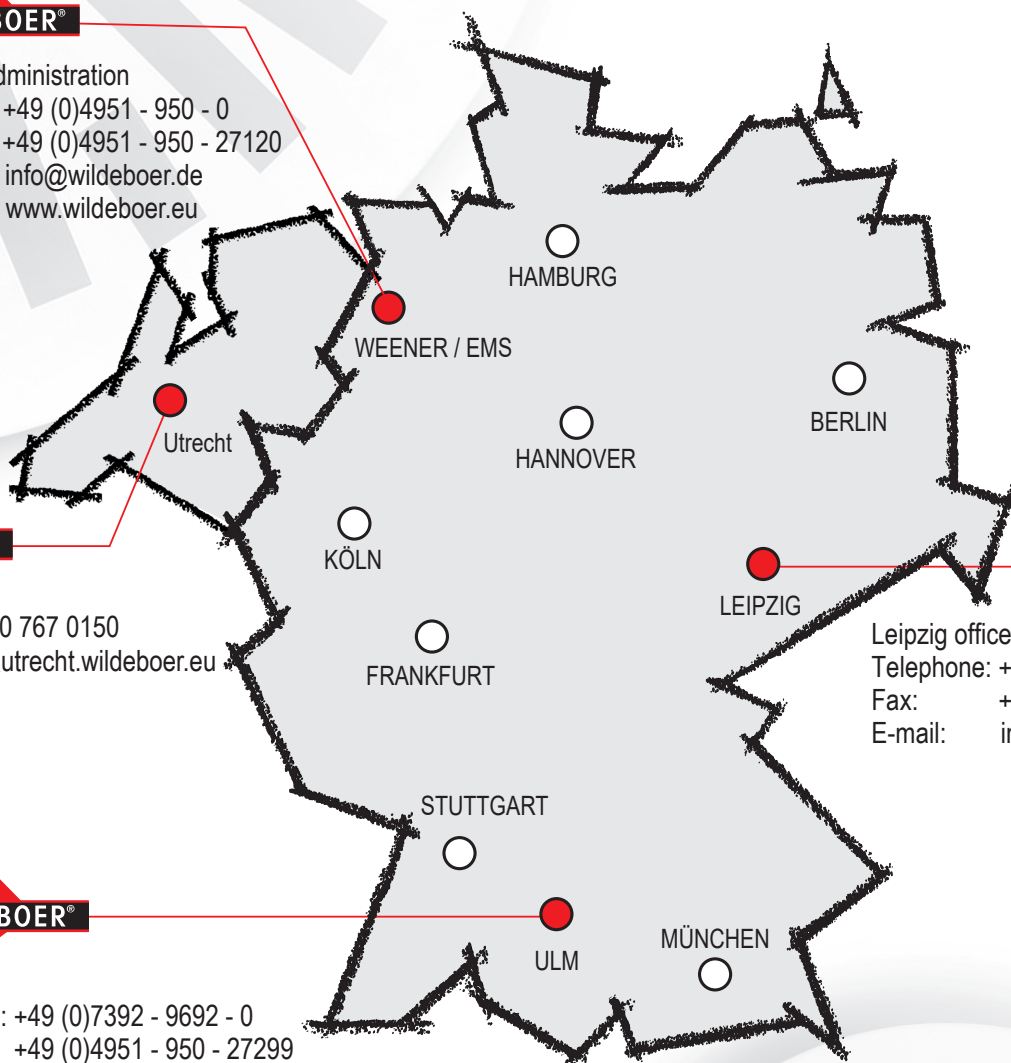 BOER®
dministration
+49 (0)4951 - 950 - 0
+49 (0)4951 - 950 - 27120
info@wildeboer.de
www.wildeboer.eu
HAMBURG
WEENER / EMS
BERLIN
Utrecht
HANNOVER
KÖLN
LEIPZIG
0 767 0150
utrecht.wildeboer.eu
FRANKFURT
Leipzig office
Telephone: +
Fax: +
E-mail: in
STUTTGART
BOER®
ULM
MÜNCHEN
: +49 (0)7392 - 9692 - 0
+49 (0)4951 - 950 - 27299